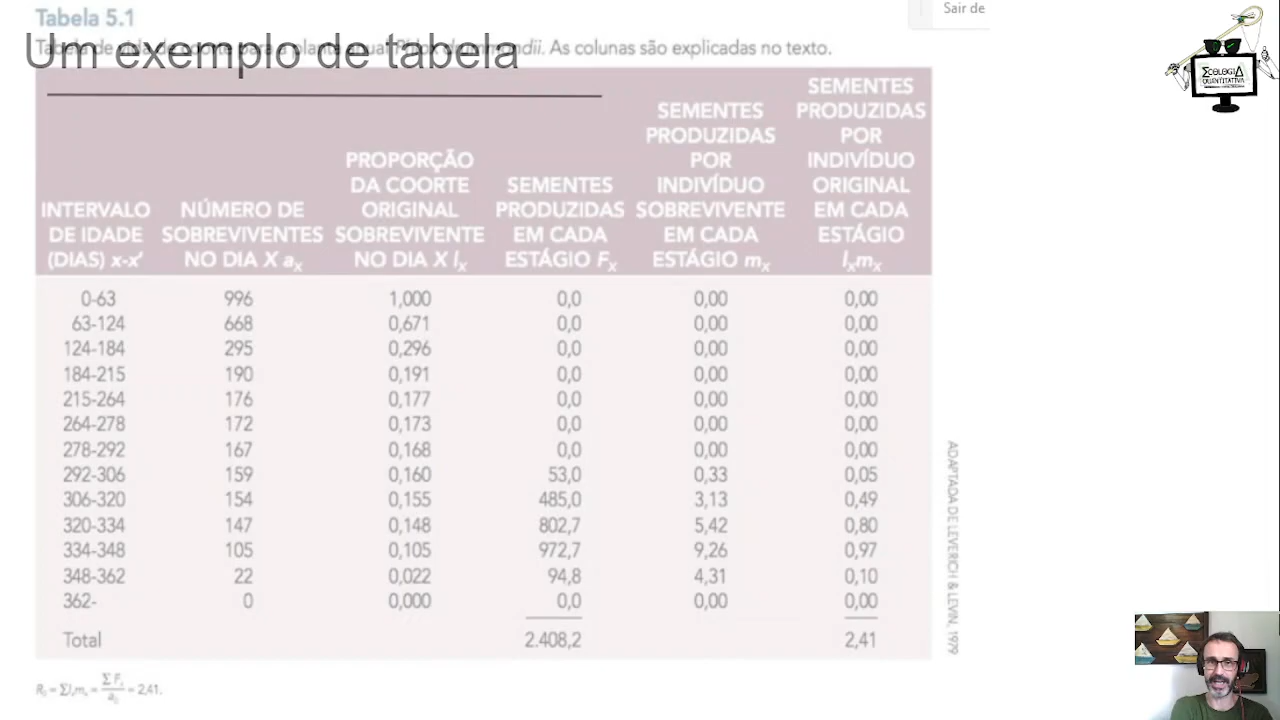 Tabela 5.1
Sair de
Um exemplo de tabela
As colunas são explicadas no texto.
ECOLOGIA
QUANTITATIVA
INTERVALO DE IDADE (DIAS) x-x' NÚMERO DE SOBREVIVENTES NO DIA X ax PROPORÇÃO DA COORTE ORIGINAL SOBREVIVENTE NO DIA X lx SEMENTES PRODUZIDAS EM CADA ESTÁGIO Fx SEMENTES PRODUZIDAS POR INDIVÍDUO SOBREVIVENTE EM CADA ESTÁGIO mx SEMENTES PRODUZIDAS POR INDIVÍDUO ORIGINAL EM CADA ESTÁGIO lxmx
0-63 996 1,000 0,0 0,00 0,00
63-124 668 0,671 0,0 0,00 0,00
124-184 295 0,296 0,0 0,00 0,00
184-215 190 0,191 0,0 0,00 0,00
215-264 176 0,177 0,0 0,00 0,00
264-278 172 0,173 0,0 0,00 0,00
278-292 167 0,168 0,0 0,00 0,00
292-306 159 0,160 53,0 0,33 0,05
306-320 154 0,155 485,0 3,13 0,49
320-334 147 0,148 802,7 5,42 0,80
334-348 105 0,105 972,7 9,26 0,97
348-362 22 0,022 94,8 4,31 0,10
362- 0 0,000 0,0 0,00 0,00
Total 2.408,2 2,41
ADAPTADA DE LEVERICH & LEVIN, 1979
R0 = ∑lxmx = ∑Fx / a0 = 2,41.